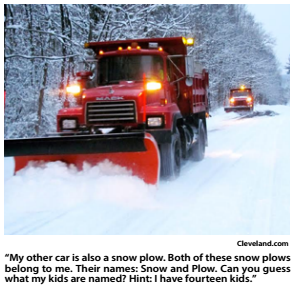 MACK
Cleveland.com
“My other car is also a snow plow. Both of these snow plows
belong to me. Their names: Snow and Plow. Can you guess
what my kids are named? Hint: I have fourteen kids.”